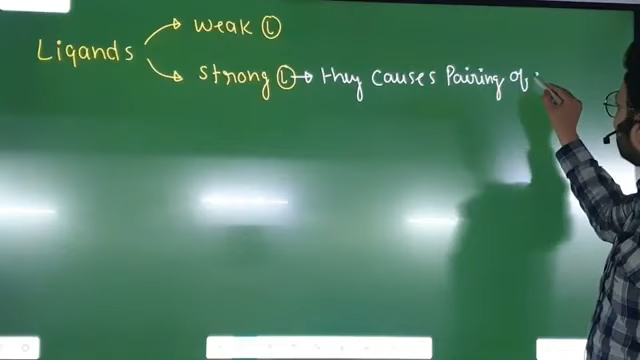 Ligands
weak Ⓛ
strong Ⓛ → they causes Pairing of